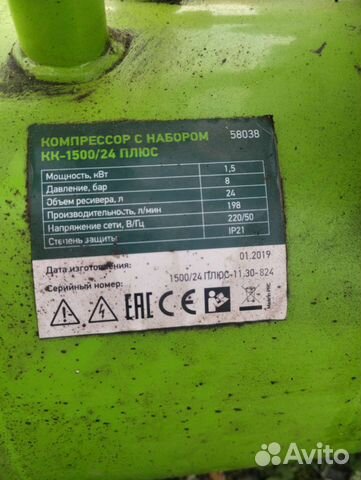 КОМПРЕССОР С НАБОРОМ 58038
КК-1500/24 ПЛЮС
Мощность, кВт 1,5
Давление, бар 8
Объем ресивера, л 24
Производительность, л/мин 198
Напряжение сети, В/Гц 220/50
Степень защиты IP21
Дата изготовления: 01.2019
Серийный номер: 1500/24 ПЛЮС-11.30-824
EAC CE
Avito